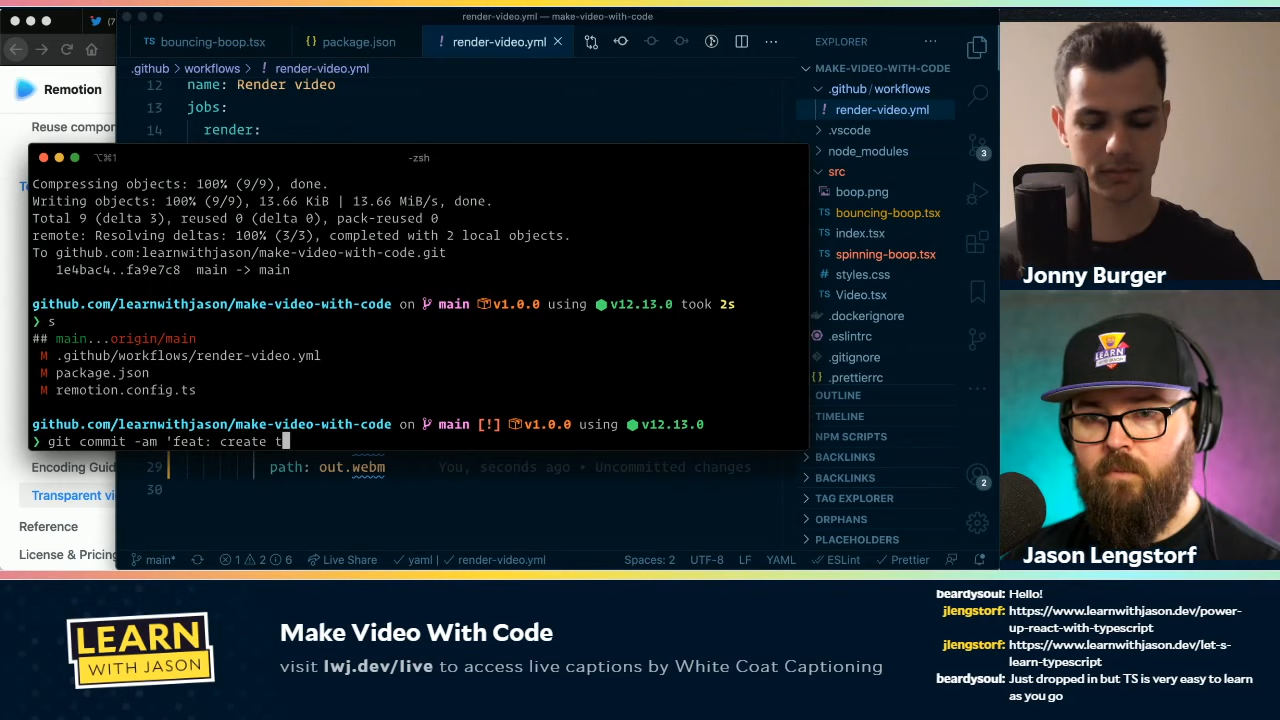 render-video.yml — make-video-with-code
(7
bouncing-boop.tsx
{} package.json
! render-video.yml
EXPLORER
.github > workflows > ! render-video.yml
Remotion
Reuse compon
12 name: Render video
13 jobs:
14 render:
MAKE-VIDEO-WITH-CODE
.github / workflows
! render-video.yml
.vscode
node_modules
src
boop.png
TS bouncing-boop.tsx
TS index.tsx
TS spinning-boop.tsx
styles.css
TS Video.tsx
.dockerignore
.eslintrc
.gitignore
{} .prettierrc
OUTLINE
TIMELINE
NPM SCRIPTS
BACKLINKS
BACKLINKS
TAG EXPLORER
ORPHANS
PLACEHOLDERS
3
2
⌥⌘1
-zsh
Compressing objects: 100% (9/9), done.
Writing objects: 100% (9/9), 13.66 KiB | 13.66 MiB/s, done.
Total 9 (delta 3), reused 0 (delta 0), pack-reused 0
remote: Resolving deltas: 100% (3/3), completed with 2 local objects.
To github.com:learnwithjason/make-video-with-code.git
1e4bac4..fa9e7c8 main -> main
github.com/learnwithjason/make-video-with-code on main v1.0.0 using v12.13.0 took 2s
❯ s
## main...origin/main
M .github/workflows/render-video.yml
M package.json
M remotion.config.ts
github.com/learnwithjason/make-video-with-code on main [!] v1.0.0 using v12.13.0
❯ git commit -am 'feat: create t
Encoding Guid
Transparent vi
Reference
License & Pricing
29 path: out.webm You, seconds ago • Uncommitted changes
30
main* 1 2 6 Live Share ✓ yaml | ✓ render-video.yml Spaces: 2 UTF-8 LF YAML ✓✓ ESLint ✓ Prettier
Jonny Burger
LEARN
Jason Lengstorf
LEARN
WITH JASON
Make Video With Code
visit lwj.dev/live to access live captions by White Coat Captioning
beardysoul: Hello!
jlengstorf: https://www.learnwithjason.dev/power-
up-react-with-typescript
jlengstorf: https://www.learnwithjason.dev/let-s-
learn-typescript
beardysoul: Just dropped in but TS is very easy to learn
as you go